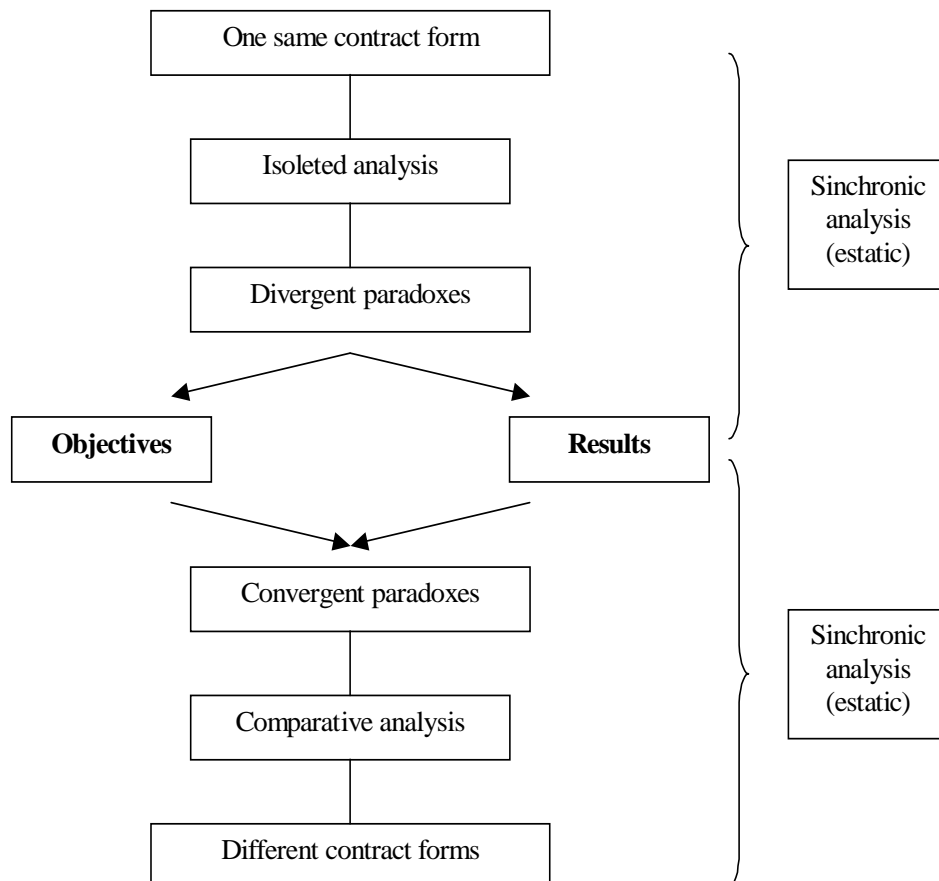 One same contract form
Isoleted analysis
Divergent paradoxes
Sinchronic
analysis
(estatic)
Objectives
Results
Convergent paradoxes
Comparative analysis
Sinchronic
analysis
(estatic)
Different contract forms